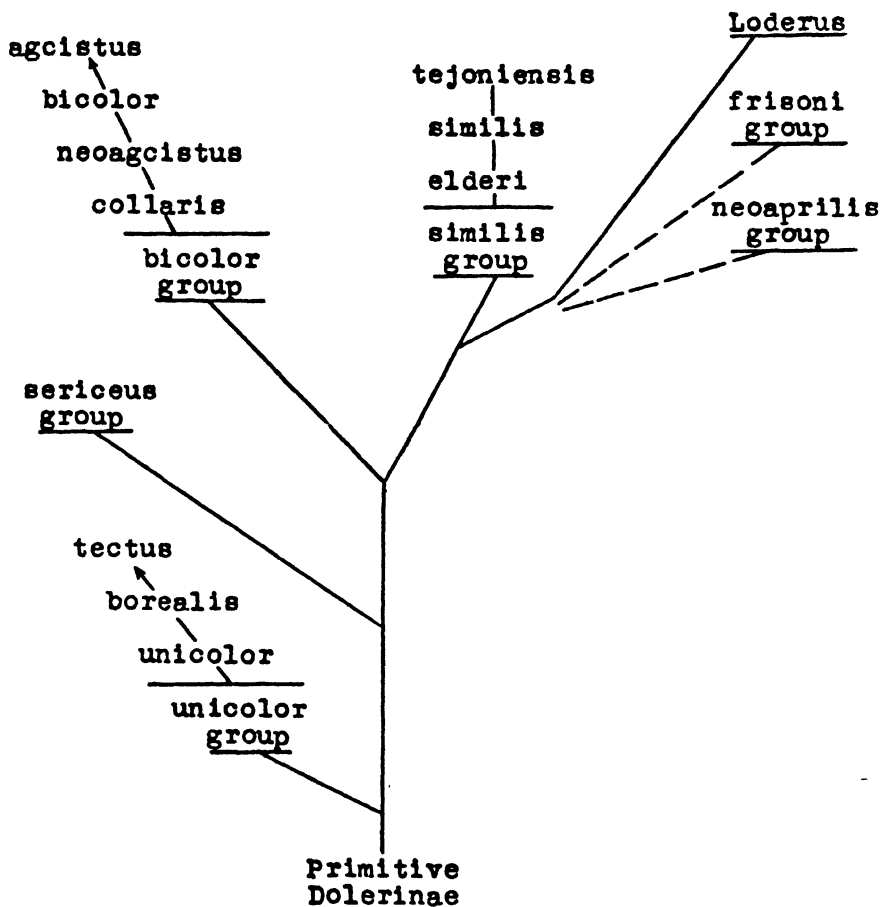 agcistus
bicolor
neoagcistus
collaris
bicolor
group
tejoniensis
similis
elderi
similis
group
Loderus
frisoni
group
neoaprilis
group
sericeus
group
tectus
borealis
unicolor
unicolor
group
Primitive
Dolerinae